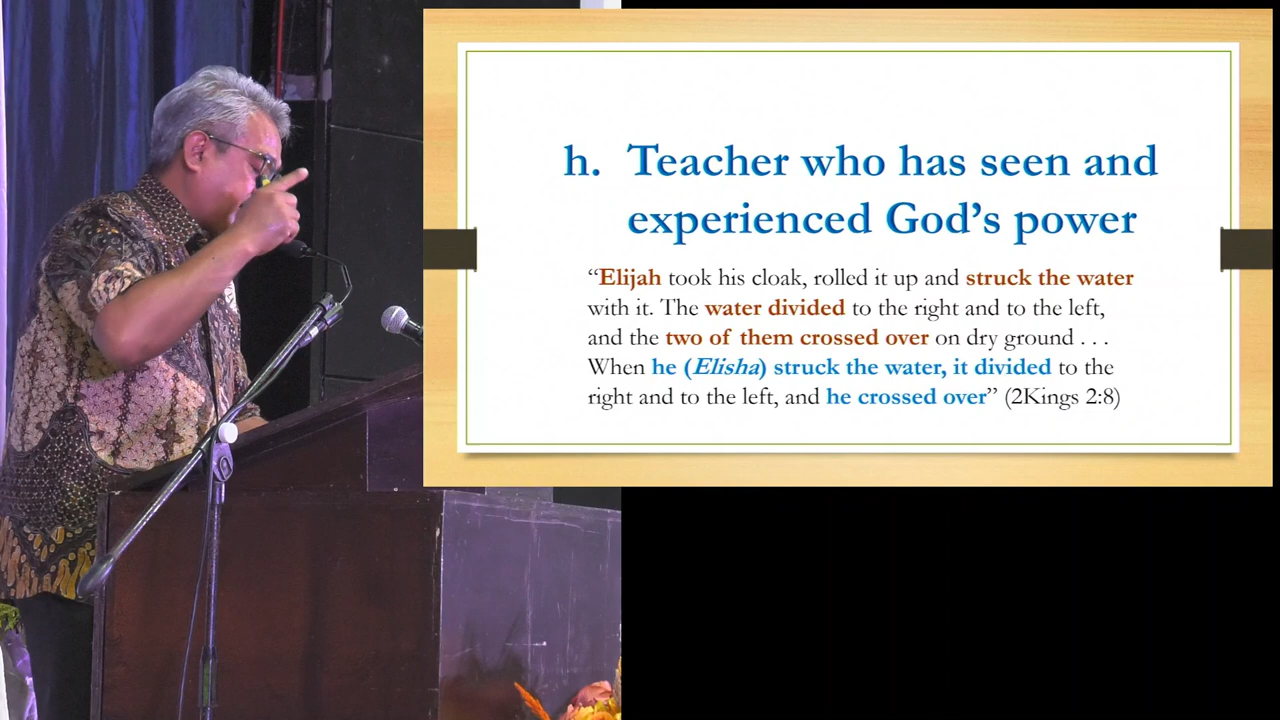 h. Teacher who has seen and
experienced God's power
“Elijah took his cloak, rolled it up and struck the water
with it. The water divided to the right and to the left,
and the two of them crossed over on dry ground . . .
When he (Elisha) struck the water, it divided to the
right and to the left, and he crossed over” (2Kings 2:8)